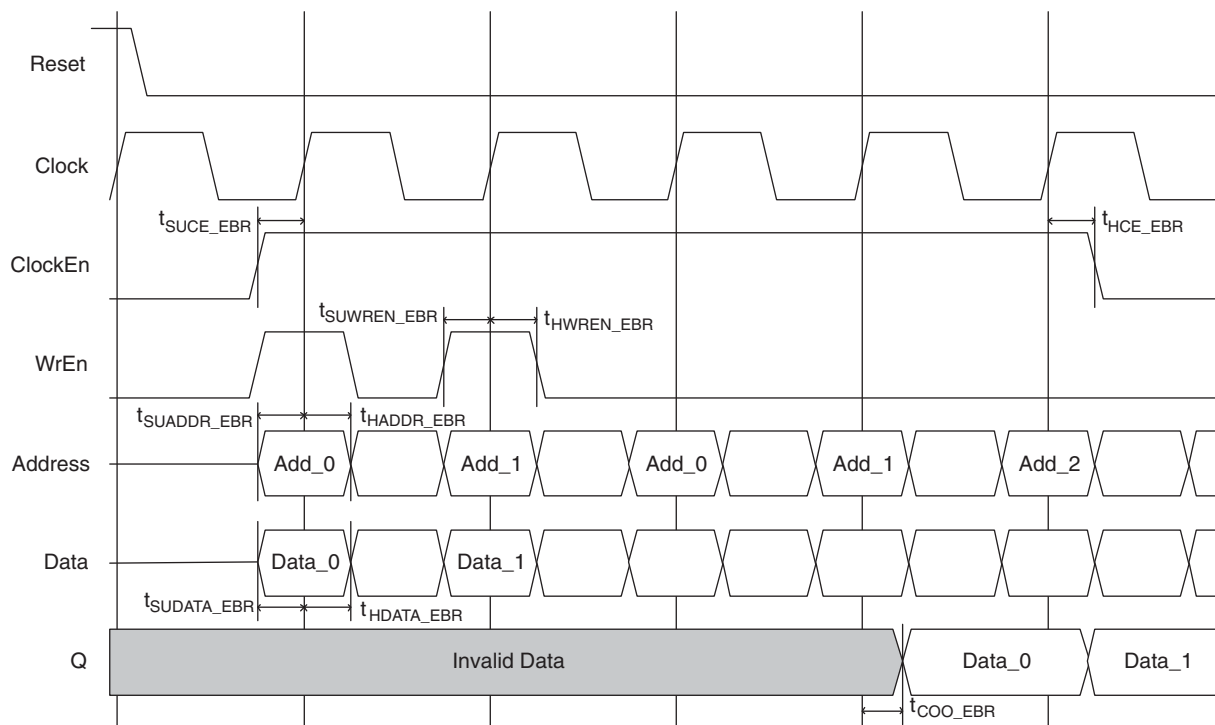 Reset
Clock
tSUCE_EBR
tHCE_EBR
ClockEn
tSUWREN_EBR
tHWREN_EBR
WrEn
tSUADDR_EBR
tHADDR_EBR
Address
Add_0
Add_1
Add_0
Add_1
Add_2
Data
Data_0
Data_1
tSUDATA_EBR
tHDATA_EBR
Q
Invalid Data
Data_0
Data_1
tCOO_EBR